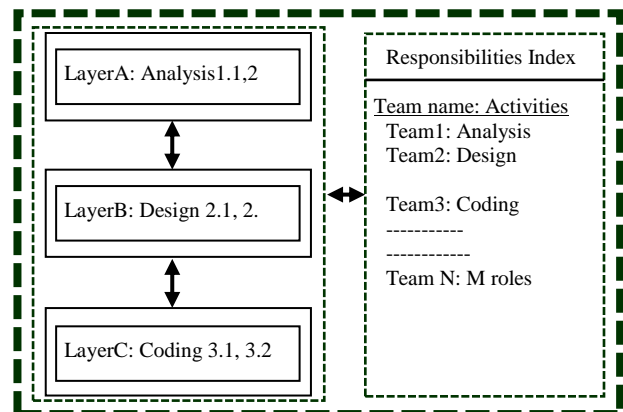 LayerA: Analysis1.1,2
LayerB: Design 2.1, 2.
LayerC: Coding 3.1, 3.2
Responsibilities Index
Team name: Activities
Team1: Analysis
Team2: Design
Team3: Coding
-----------
------------
Team N: M roles